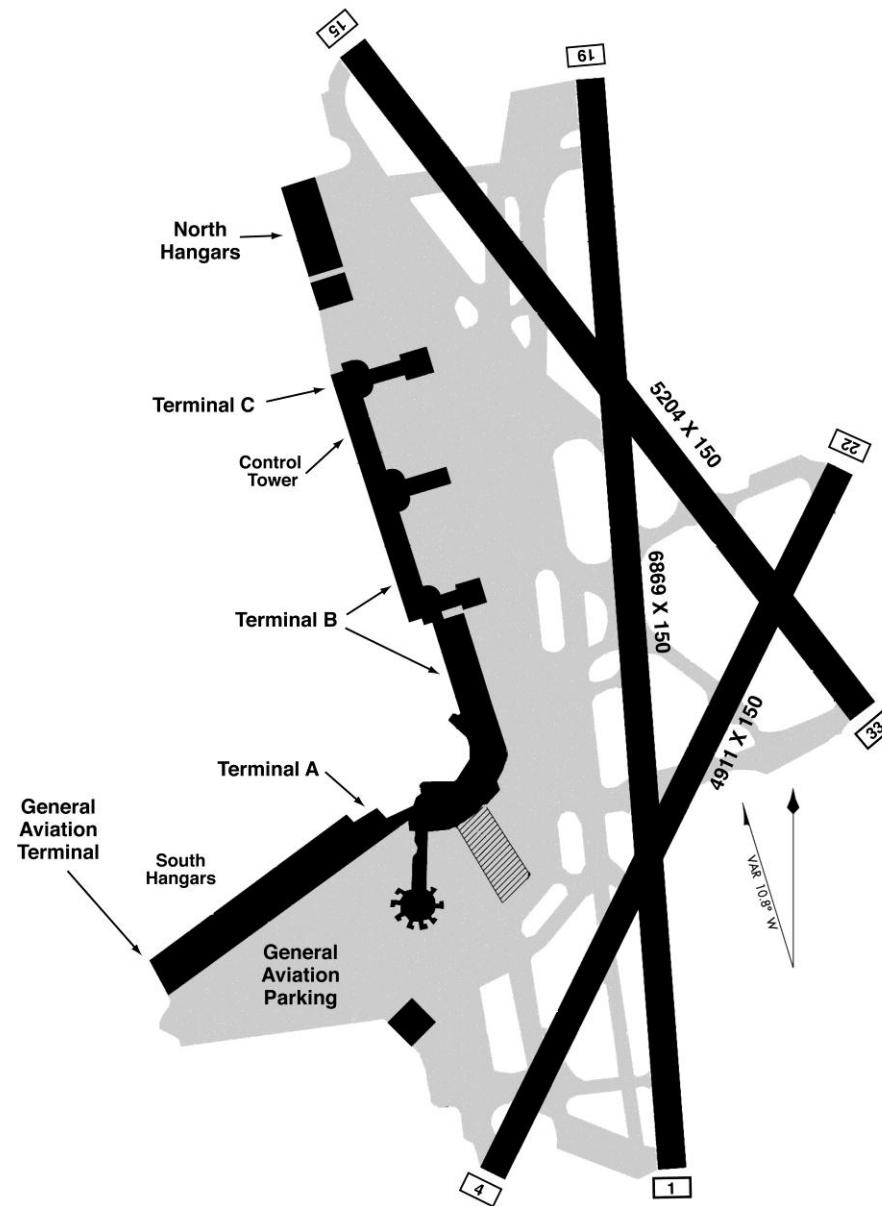 15
19
North
Hangars
Terminal C
5204 X 150
22
Control
Tower
6869 X 150
Terminal B
33
4911 X 150
Terminal A
General
Aviation
Terminal
South
Hangars
VAR 10.8° W
General
Aviation
Parking
4
1